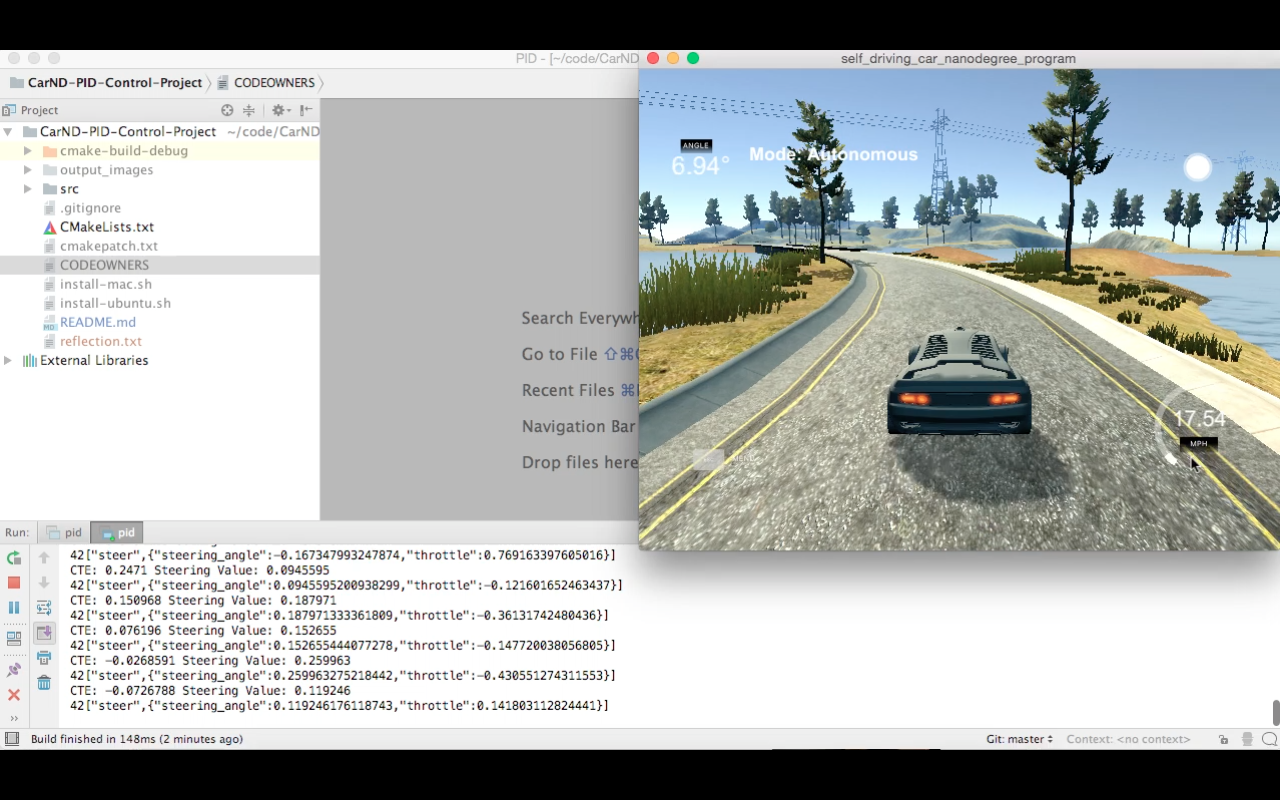 PID - [~/code/CarND
self_driving_car_nanodegree_program
CarND-PID-Control-Project
CODEOWNERS
Project
CarND-PID-Control-Project ~/code/CarND
cmake-build-debug
output_images
src
.gitignore
CMakeLists.txt
cmakepatch.txt
CODEOWNERS
install-mac.sh
install-ubuntu.sh
README.md
reflection.txt
External Libraries
Search Everywh
Go to File ⇧⌘
Recent Files ⌘
Navigation Bar
Drop files here
ANGLE
6.94°
Mode: Autonomous
17.54
MPH
Run: pid pid
42["steer",{"steering_angle":-0.167347993247874,"throttle":0.769163397605016}]
CTE: 0.2471 Steering Value: 0.0945595
42["steer",{"steering_angle":0.0945595200938299,"throttle":-0.121601652463437}]
CTE: 0.150968 Steering Value: 0.187971
42["steer",{"steering_angle":0.187971333361809,"throttle":-0.36131742480436}]
CTE: 0.076196 Steering Value: 0.152655
42["steer",{"steering_angle":0.152655444077278,"throttle":-0.147720038056805}]
CTE: -0.0268591 Steering Value: 0.259963
42["steer",{"steering_angle":0.259963275218442,"throttle":-0.430551274311553}]
CTE: -0.0726788 Steering Value: 0.119246
42["steer",{"steering_angle":0.119246176118743,"throttle":0.141803112824441}]
Build finished in 148ms (2 minutes ago)
Git: master
Context: <no context>